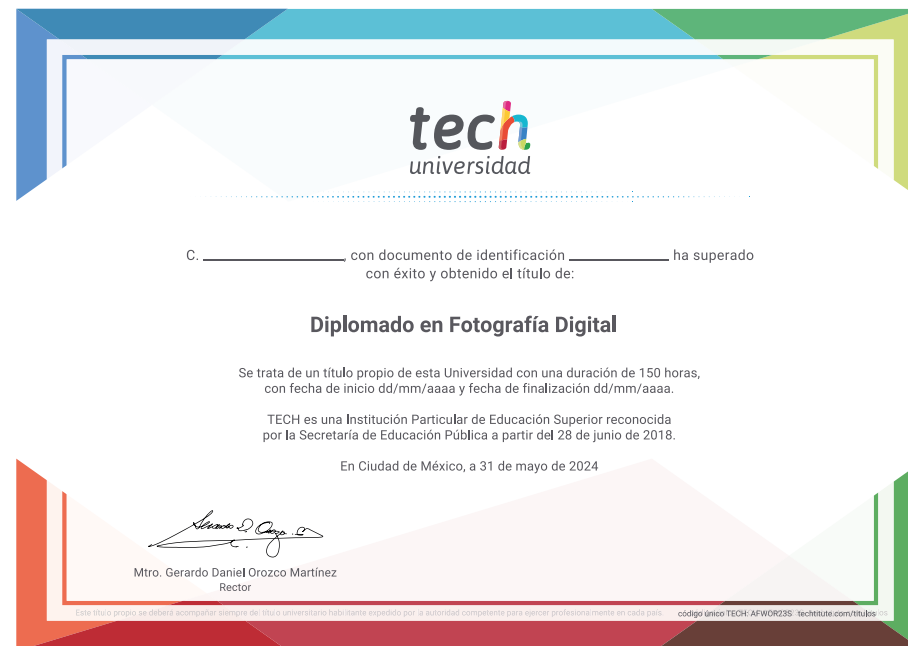 tech
universidad
C. ____________, con documento de identificación ____________ ha superado
con éxito y obtenido el título de:
Diplomado en Fotografía Digital
Se trata de un título propio de esta Universidad con una duración de 150 horas,
con fecha de inicio dd/mm/aaaa y fecha de finalización dd/mm/aaaa.
TECH es una Institución Particular de Educación Superior reconocida
por la Secretaría de Educación Pública a partir del 28 de junio de 2018.
En Ciudad de México, a 31 de mayo de 2024
Mtro. Gerardo Daniel Orozco Martínez
Rector
Este título propio se deberá acompañar siempre del título universitario habilitante expedido por la autoridad competente para ejercer profesionalmente en cada país. código único TECH: AFWOR23S techtitute.com/titulos